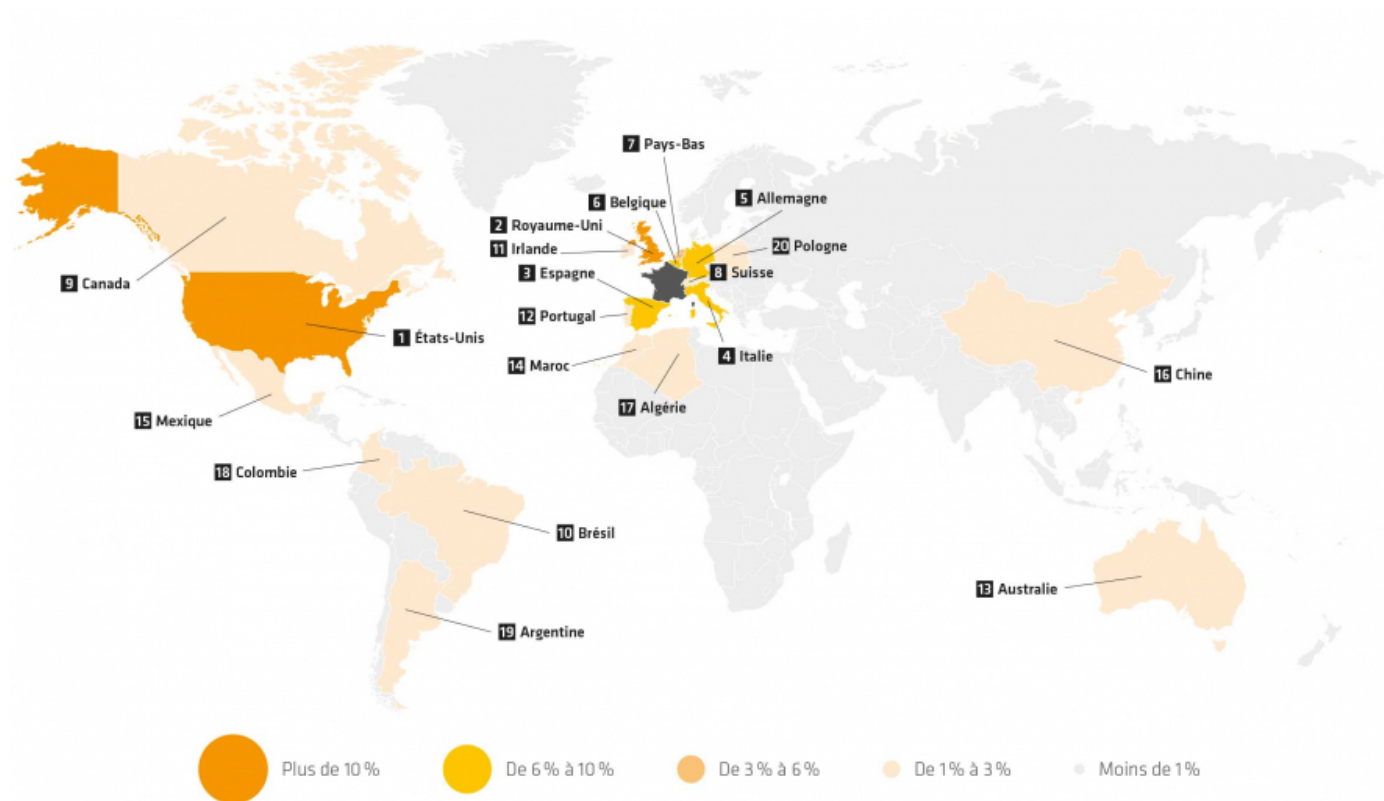 7 Pays-Bas
6 Belgique
5 Allemagne
2 Royaume-Uni
11 Irlande
20 Pologne
3 Espagne
8 Suisse
9 Canada
12 Portugal
1 États-Unis
4 Italie
14 Maroc
16 Chine
17 Algérie
15 Mexique
18 Colombie
10 Brésil
13 Australie
19 Argentine
Plus de 10 %
De 6 % à 10 %
De 3 % à 6 %
De 1 % à 3 %
Moins de 1 %